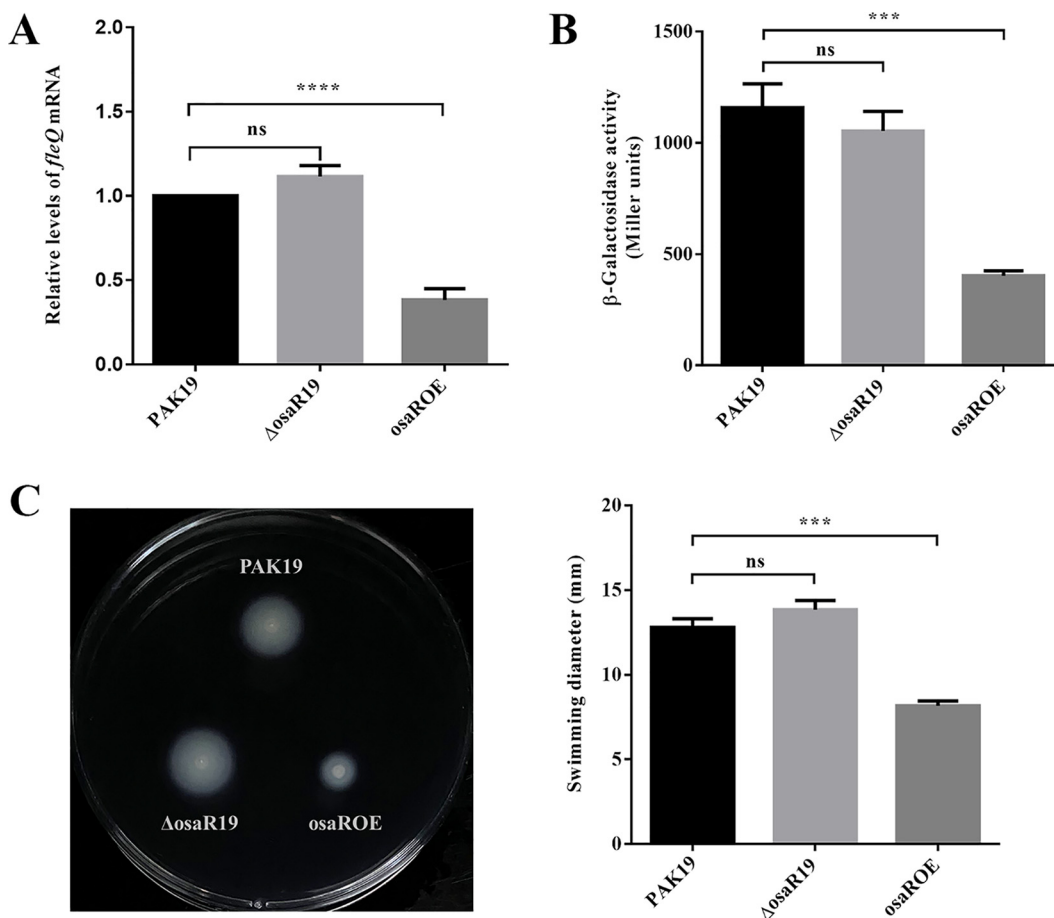 A
Relative levels of fleQ mRNA
2.0
1.5
1.0
0.5
0.0
****
ns
PAK19
ΔosaR19
osaROE
B
β-Galactosidase activity
(Miller units)
1500
1000
500
0
***
ns
PAK19
ΔosaR19
osaROE
C
PAK19
ΔosaR19
osaROE
Swimming diameter (mm)
20
15
10
5
0
***
ns
PAK19
ΔosaR19
osaROE